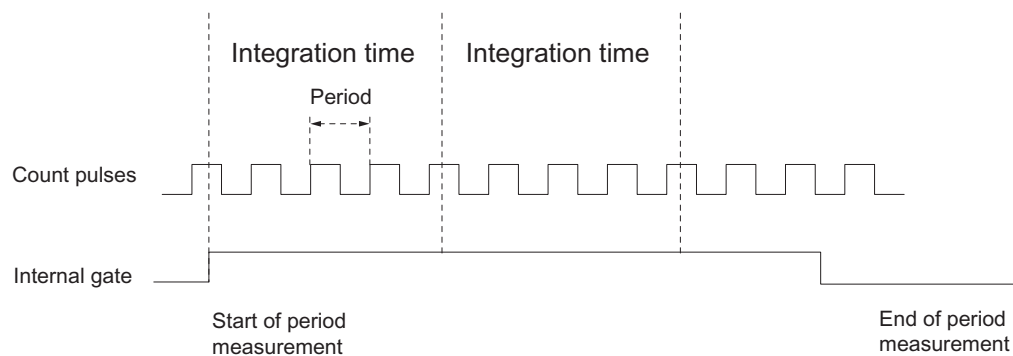 Integration time
Integration time
Period
Count pulses
Internal gate
Start of period
measurement
End of period
measurement